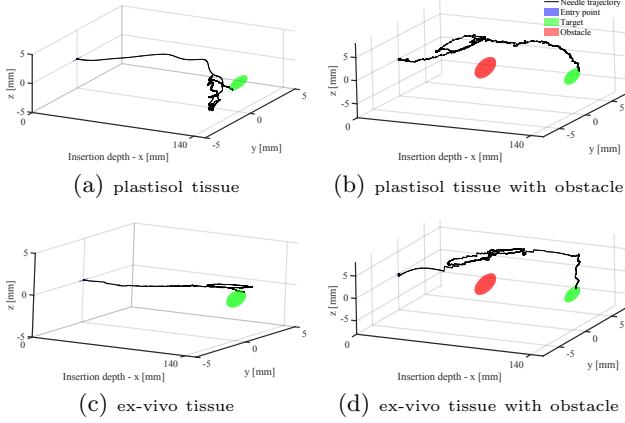 Needle trajectory
Entry point
Target
Obstacle
5
0
-5
z [mm]
0
Insertion depth - x [mm]
140
-5
0
5
y [mm]
(a) plastisol tissue
5
0
-5
z [mm]
0
Insertion depth - x [mm]
140
-5
0
5
y [mm]
(b) plastisol tissue with obstacle
5
0
-5
z [mm]
0
Insertion depth - x [mm]
140
-5
0
5
y [mm]
(c) ex-vivo tissue
5
0
-5
z [mm]
0
Insertion depth - x [mm]
140
-5
0
5
y [mm]
(d) ex-vivo tissue with obstacle